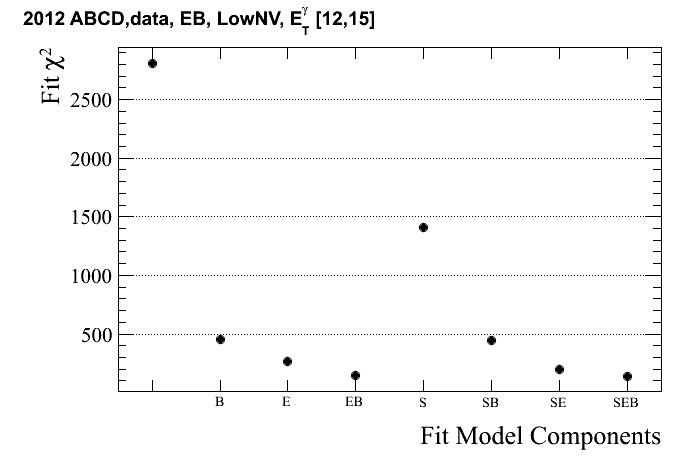 2012 ABCD,data, EB, LowNV, E_T^γ [12,15]
Fit χ²
2500
2000
1500
1000
500
B E EB S SB SE SEB
Fit Model Components